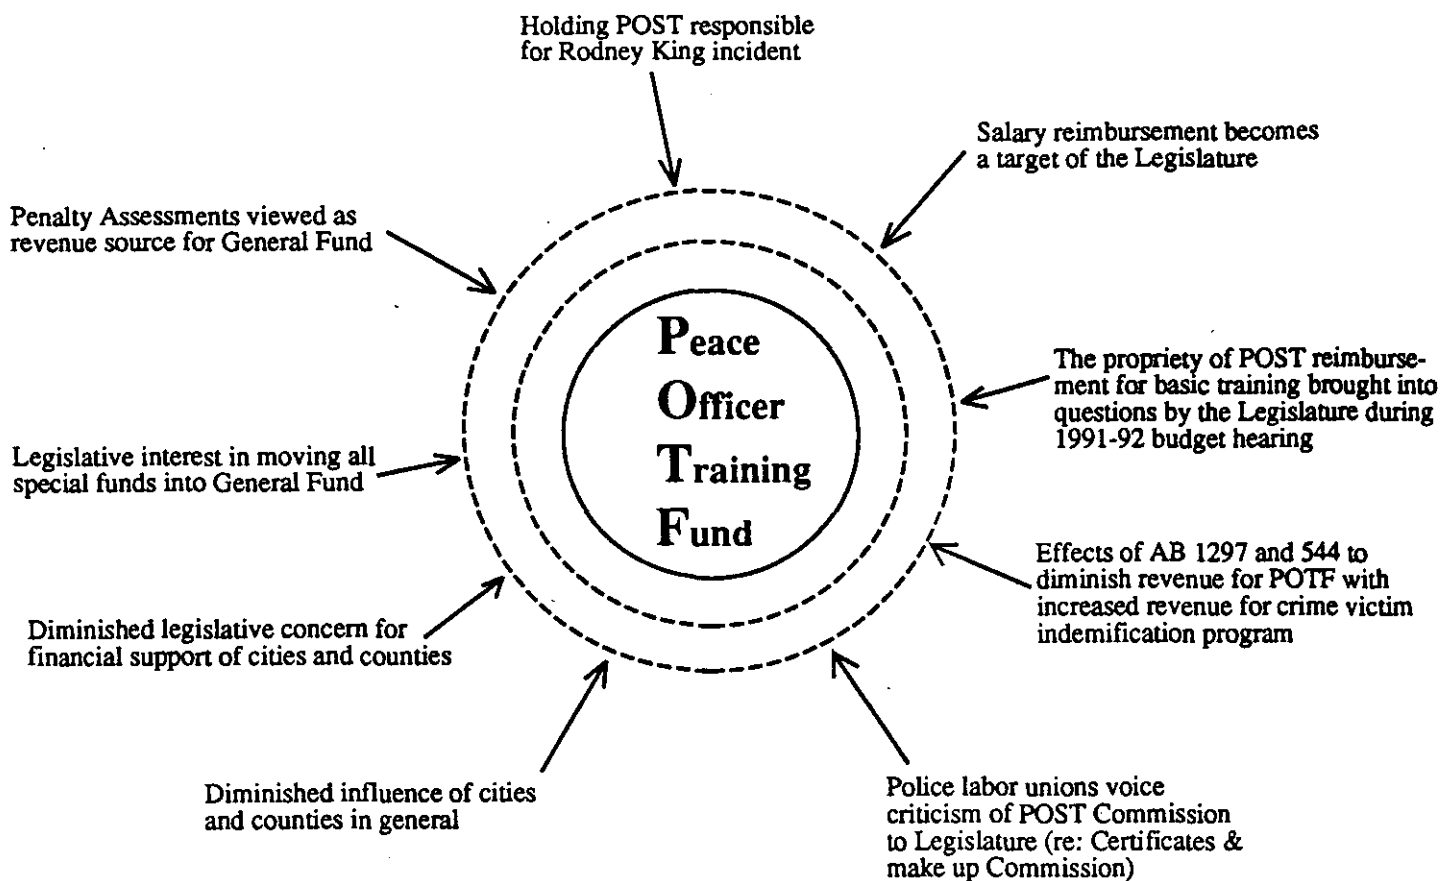 Holding POST responsible
for Rodney King incident
Salary reimbursement becomes
a target of the Legislature
Penalty Assessments viewed as
revenue source for General Fund
Peace
Officer
Training
Fund
The propriety of POST reimburse-
ment for basic training brought into
questions by the Legislature during
1991-92 budget hearing
Legislative interest in moving all
special funds into General Fund
Effects of AB 1297 and 544 to
diminish revenue for POTF with
increased revenue for crime victim
indemification program
Diminished legislative concern for
financial support of cities and counties
Diminished influence of cities
and counties in general
Police labor unions voice
criticism of POST Commission
to Legislature (re: Certificates &
make up Commission)